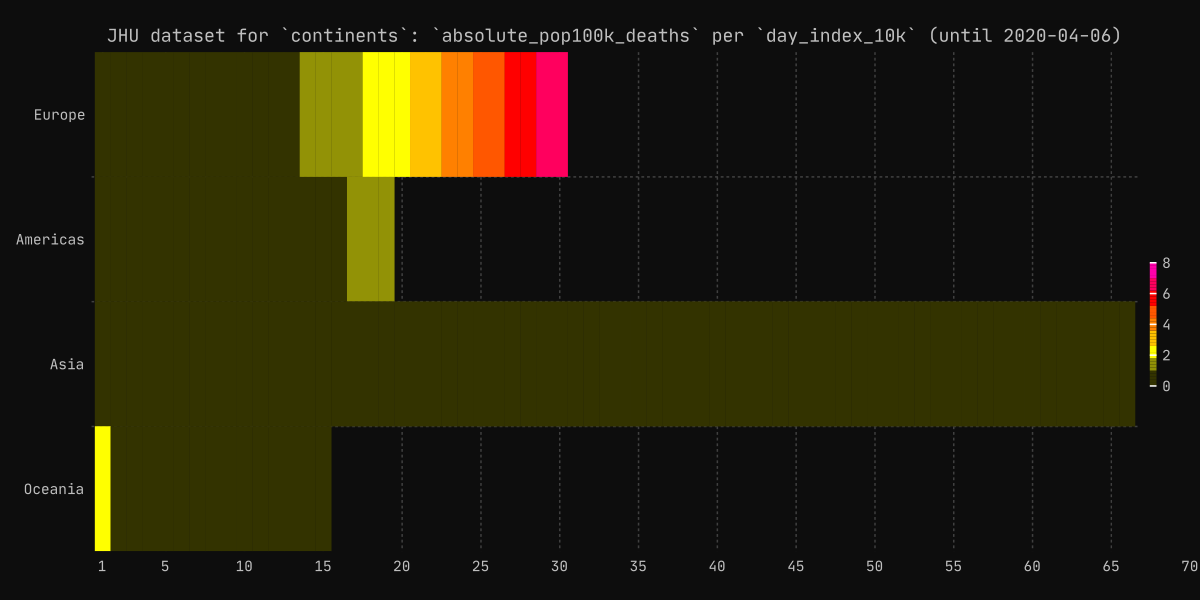 JHU dataset for `continents`: `absolute_pop100k_deaths` per `day_index_10k` (until 2020-04-06)
Europe
Americas
Asia
Oceania
8
6
4
2
0
1 5 10 15 20 25 30 35 40 45 50 55 60 65 70